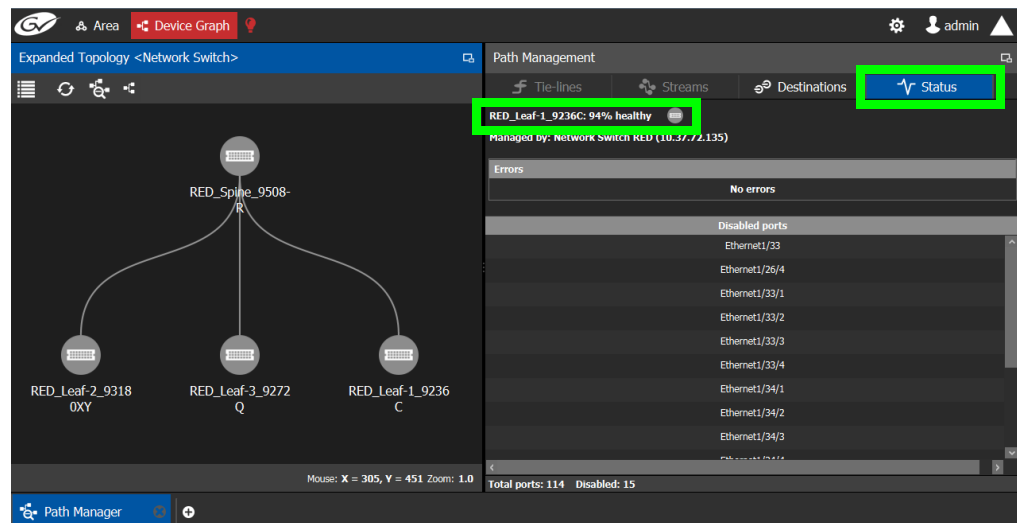 GV Area Device Graph admin
Expanded Topology <Network Switch>
Path Management
Tie-lines Streams Destinations Status
RED_Leaf-1_9236C: 94% healthy
Managed by: Network Switch RED (10.37.72.135)
Errors
No errors
Disabled ports
Ethernet1/33
Ethernet1/26/4
Ethernet1/33/1
Ethernet1/33/2
Ethernet1/33/3
Ethernet1/33/4
Ethernet1/34/1
Ethernet1/34/2
Ethernet1/34/3
Ethernet1/34/4
Total ports: 114 Disabled: 15
RED_Spine_9508-
R
RED_Leaf-2_9318
0XY
RED_Leaf-3_9272
Q
RED_Leaf-1_9236
C
Mouse: X = 305, Y = 451 Zoom: 1.0
Path Manager